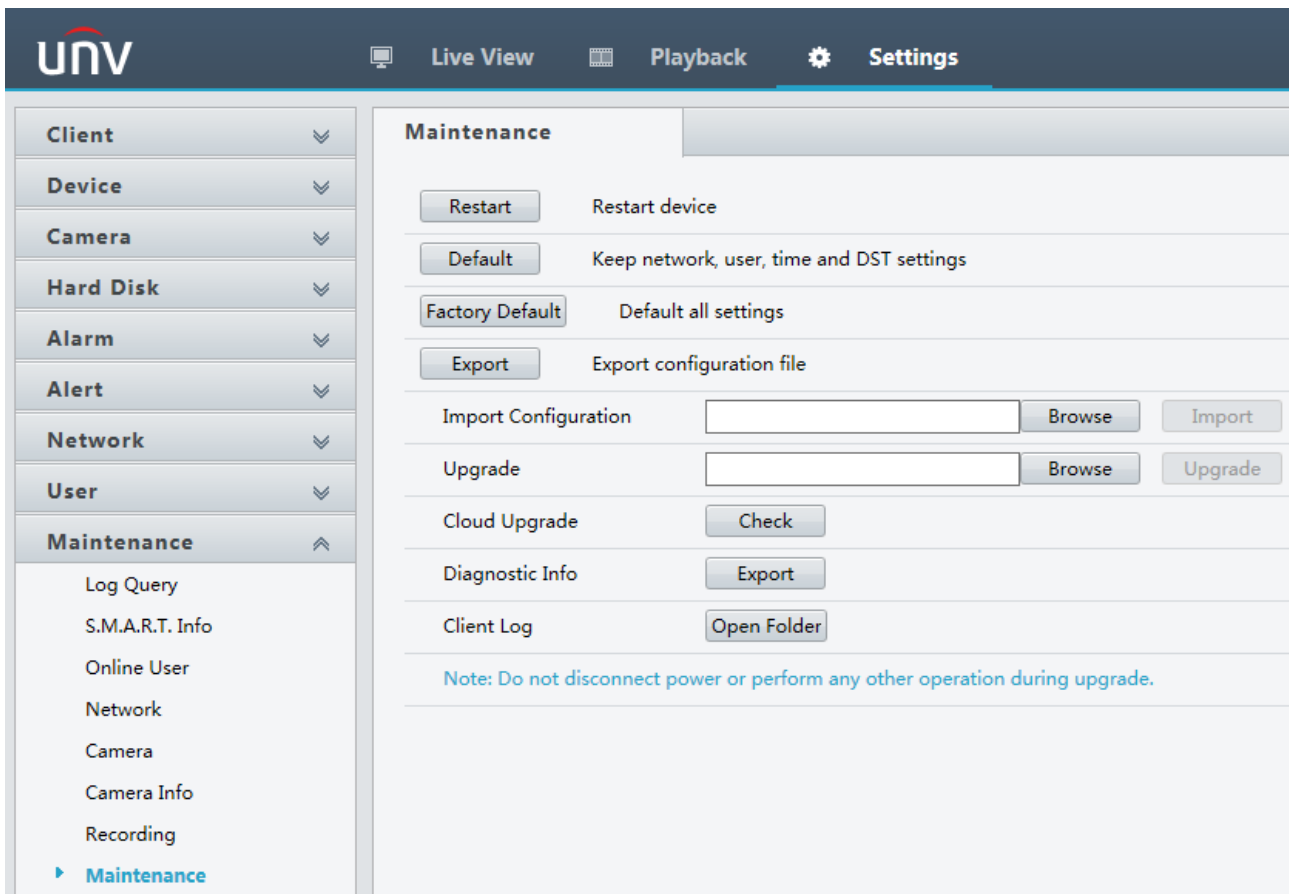 unv
Live View Playback Settings
Client
Device
Camera
Hard Disk
Alarm
Alert
Network
User
Maintenance
Log Query
S.M.A.R.T. Info
Online User
Network
Camera
Camera Info
Recording
Maintenance
Maintenance
Restart Restart device
Default Keep network, user, time and DST settings
Factory Default Default all settings
Export Export configuration file
Import Configuration Browse Import
Upgrade Browse Upgrade
Cloud Upgrade Check
Diagnostic Info Export
Client Log Open Folder
Note: Do not disconnect power or perform any other operation during upgrade.